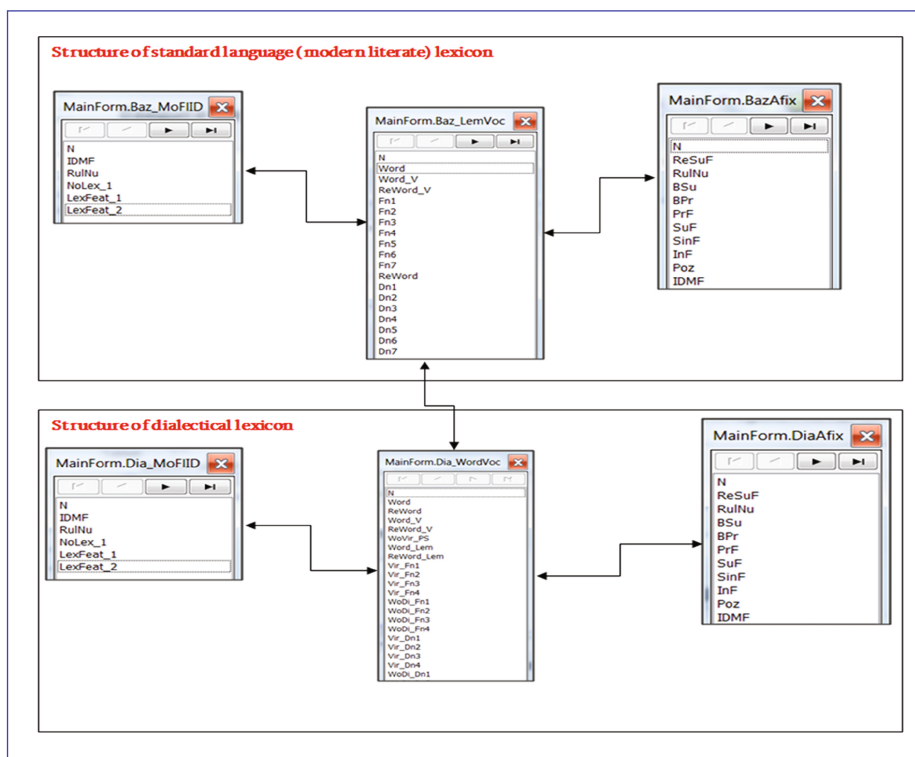 Structure of standard language (modern literate) lexicon
MainForm.Baz_MoFlID
N
IDMF
RulNu
NoLex_1
LexFeat_1
LexFeat_2
MainForm.Baz_LemVoc
N
Word
Word_V
ReWord_V
Fn1
Fn2
Fn3
Fn4
Fn5
Fn6
Fn7
ReWord
Dn1
Dn2
Dn3
Dn4
Dn5
Dn6
Dn7
MainForm.BazAfix
N
ReSuF
RulNu
BSu
BPr
PrF
SuF
SinF
InF
Poz
IDMF
Structure of dialectical lexicon
MainForm.Dia_MoFlID
N
IDMF
RulNu
NoLex_1
LexFeat_1
LexFeat_2
MainForm.Dia_WordVoc
N
Word
ReWord
Word_V
ReWord_V
WoVir_PS
Word_Lem
ReWord_Lem
Vir_Fn1
Vir_Fn2
Vir_Fn3
Vir_Fn4
WoDi_Fn1
WoDi_Fn2
WoDi_Fn3
WoDi_Fn4
Vir_Dn1
Vir_Dn2
Vir_Dn3
Vir_Dn4
WoDi_Dn1
MainForm.DiaAfix
N
ReSuF
RulNu
BSu
BPr
PrF
SuF
SinF
InF
Poz
IDMF